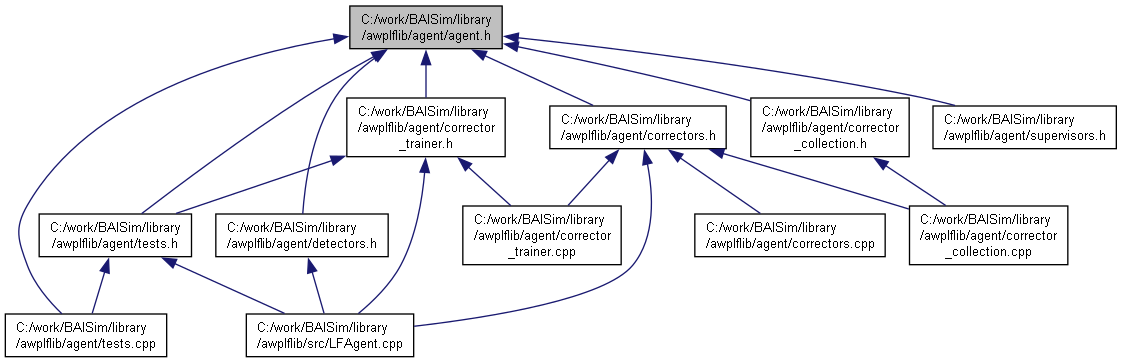 C:/work/BAISim/library
/awplflib/agent/agent.h
C:/work/BAISim/library
/awplflib/agent/corrector
_trainer.h
C:/work/BAISim/library
/awplflib/agent/correctors.h
C:/work/BAISim/library
/awplflib/agent/corrector
_collection.h
C:/work/BAISim/library
/awplflib/agent/supervisors.h
C:/work/BAISim/library
/awplflib/agent/tests.h
C:/work/BAISim/library
/awplflib/agent/detectors.h
C:/work/BAISim/library
/awplflib/agent/corrector
_trainer.cpp
C:/work/BAISim/library
/awplflib/agent/correctors.cpp
C:/work/BAISim/library
/awplflib/agent/corrector
_collection.cpp
C:/work/BAISim/library
/awplflib/agent/tests.cpp
C:/work/BAISim/library
/awplflib/src/LFAgent.cpp